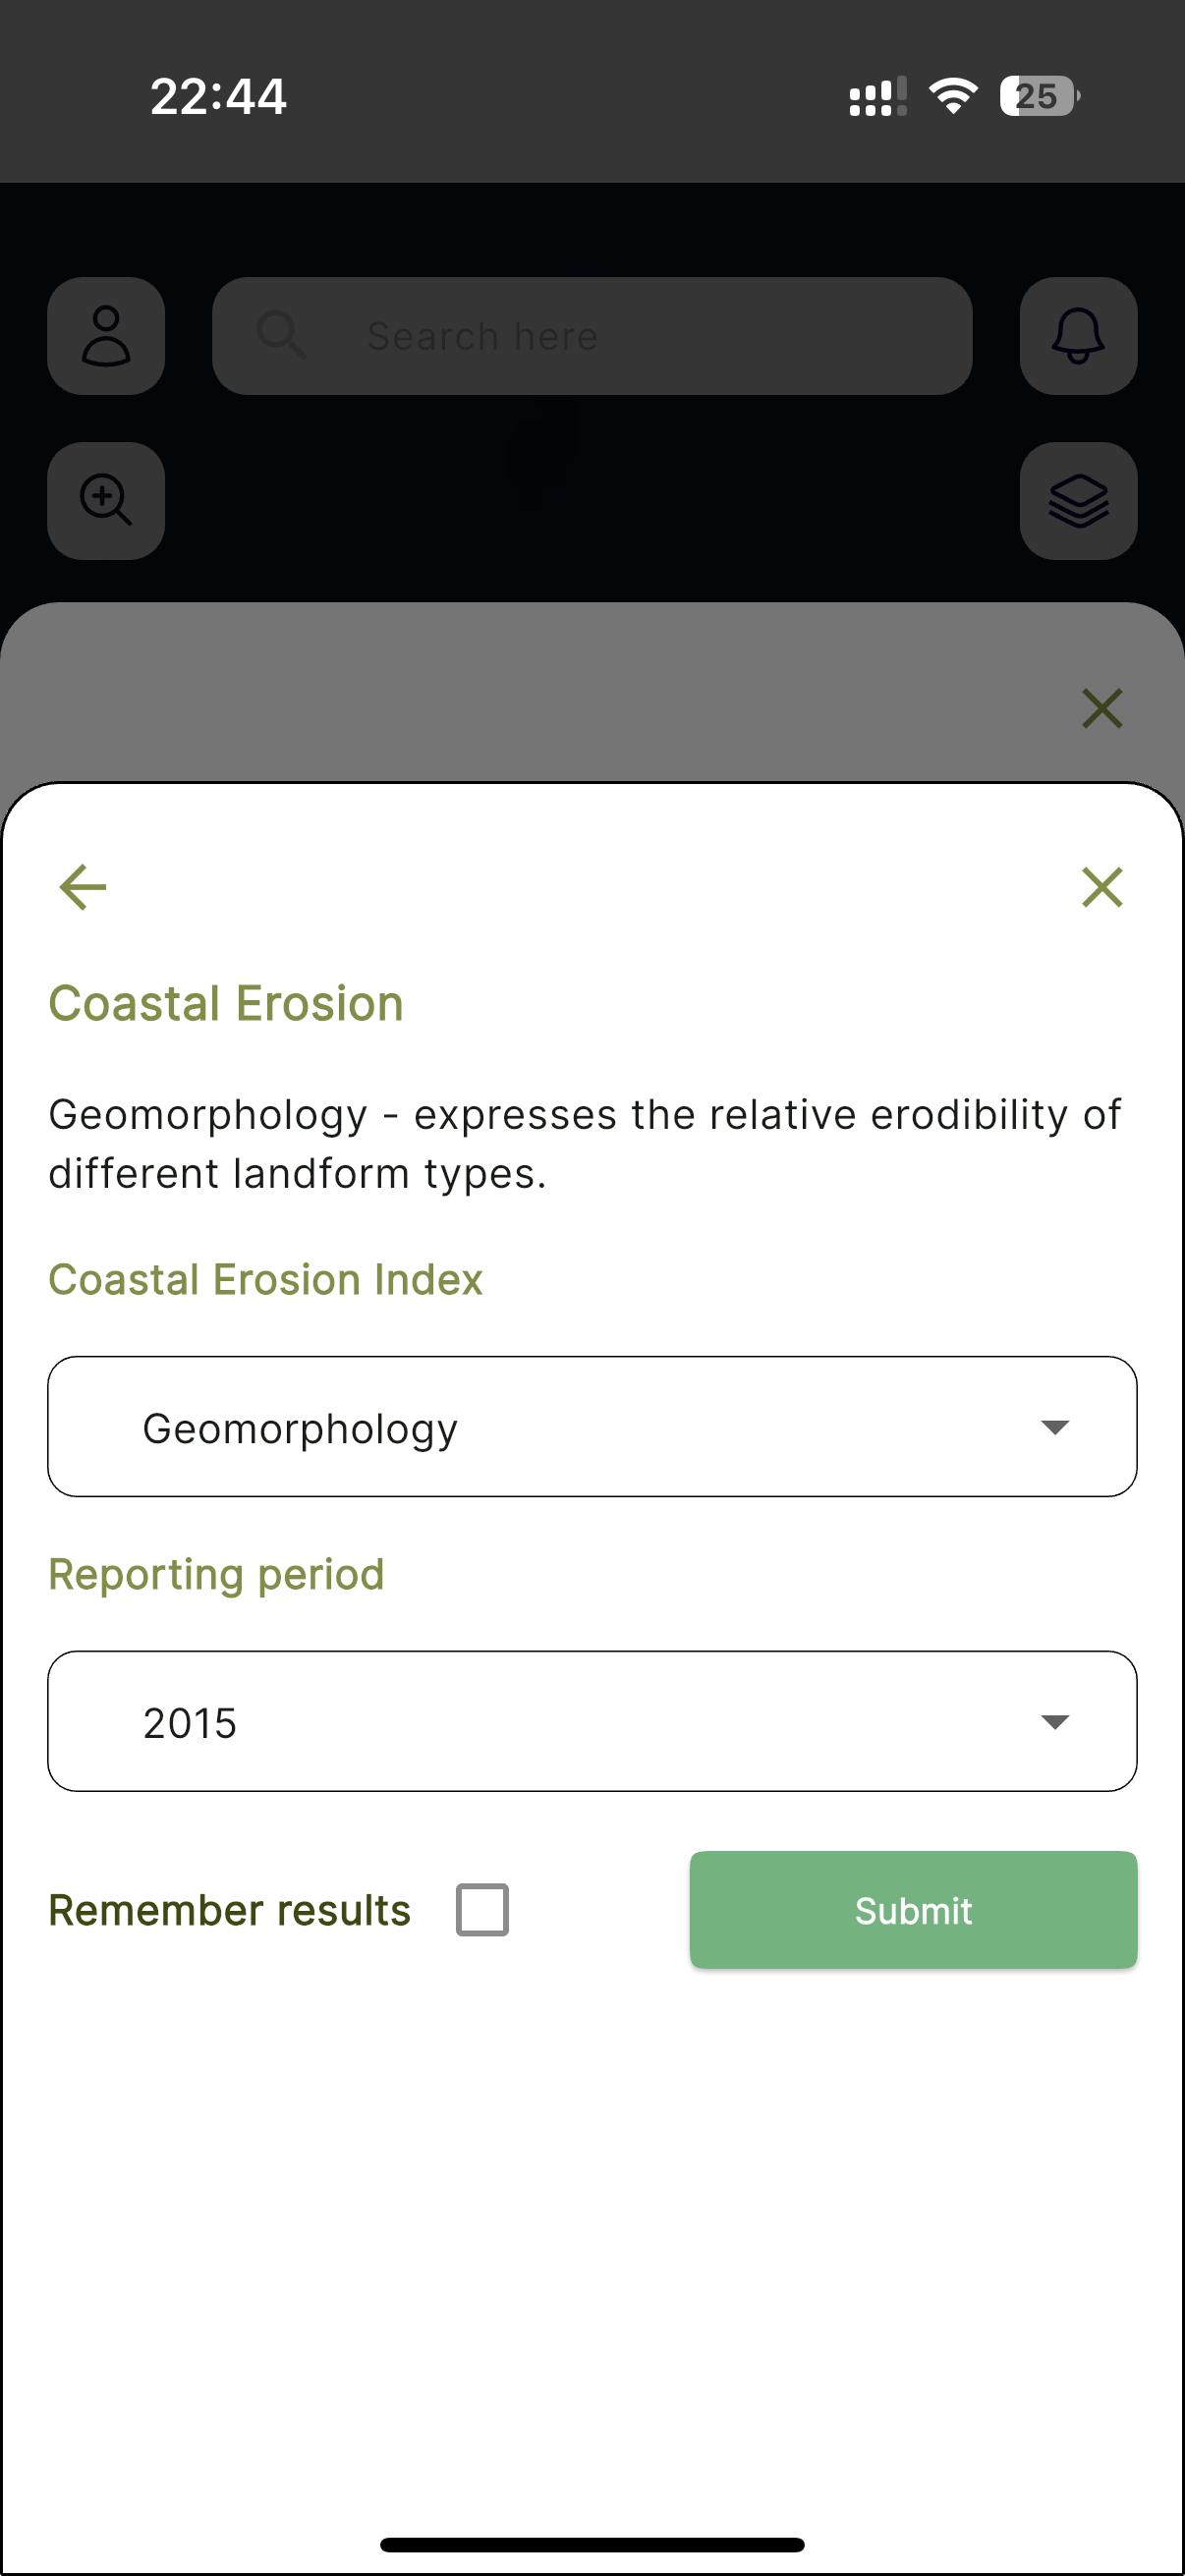 22:44
25
Search here
Coastal Erosion
Geomorphology - expresses the relative erodibility of
different landform types.
Coastal Erosion Index
Geomorphology
Reporting period
2015
Remember results
Submit